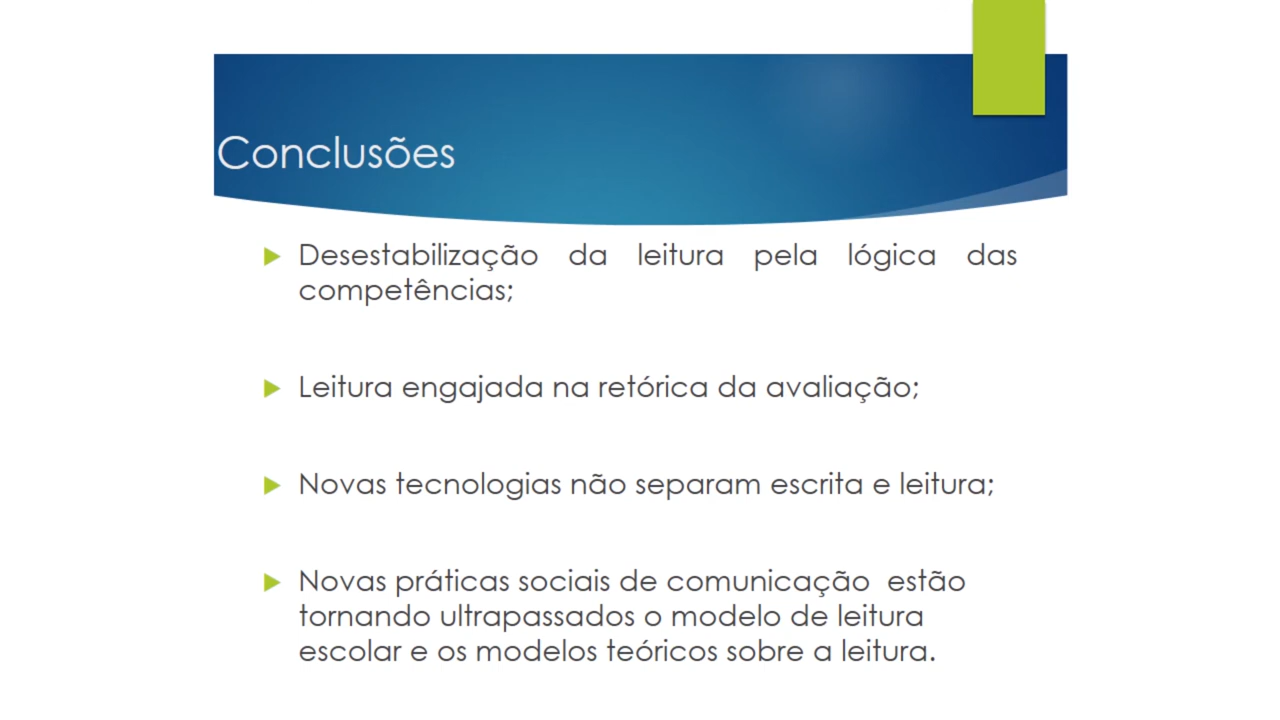 Conclusões
Desestabilização da leitura pela lógica das
competências;
Leitura engajada na retórica da avaliação;
Novas tecnologias não separam escrita e leitura;
Novas práticas sociais de comunicação  estão
tornando ultrapassados o modelo de leitura
escolar e os modelos teóricos sobre a leitura.